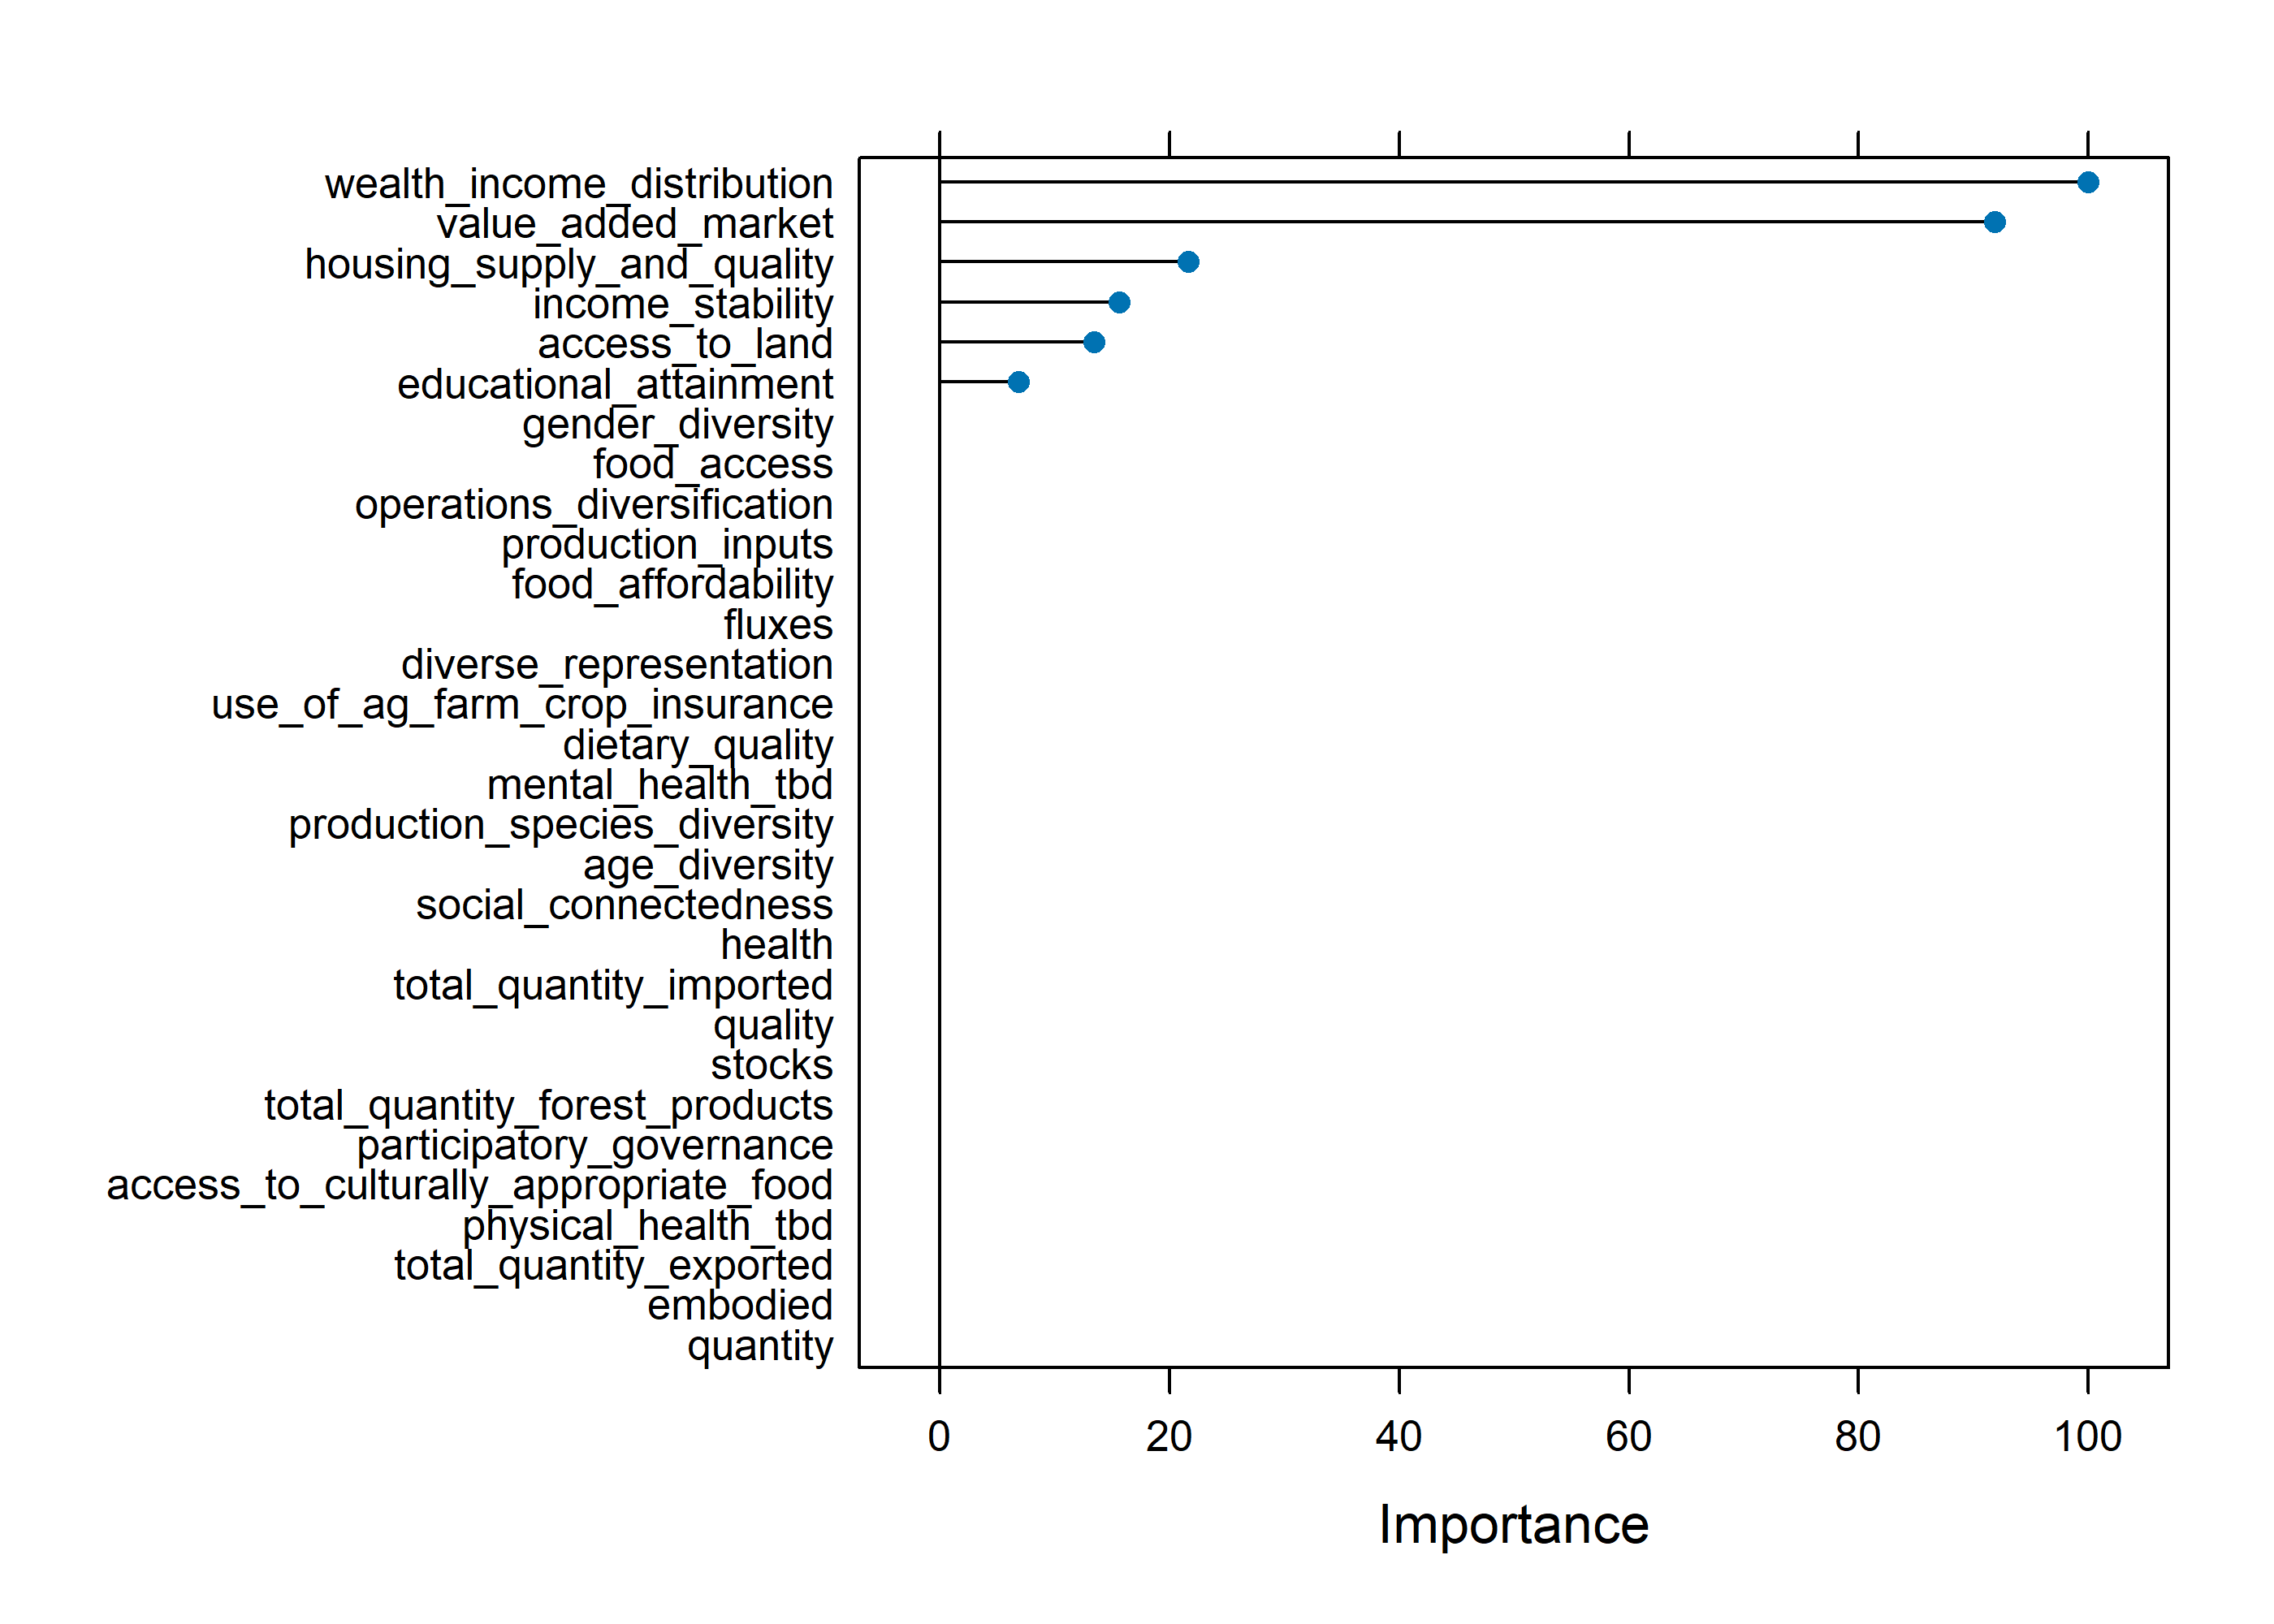 wealth_income_distribution
value_added_market
housing_supply_and_quality
income_stability
access_to_land
educational_attainment
gender_diversity
food_access
operations_diversification
production_inputs
food_affordability
fluxes
diverse_representation
use_of_ag_farm_crop_insurance
dietary_quality
mental_health_tbd
production_species_diversity
age_diversity
social_connectedness
health
total_quantity_imported
quality
stocks
total_quantity_forest_products
participatory_governance
access_to_culturally_appropriate_food
physical_health_tbd
total_quantity_exported
embodied
quantity
0 20 40 60 80 100
Importance